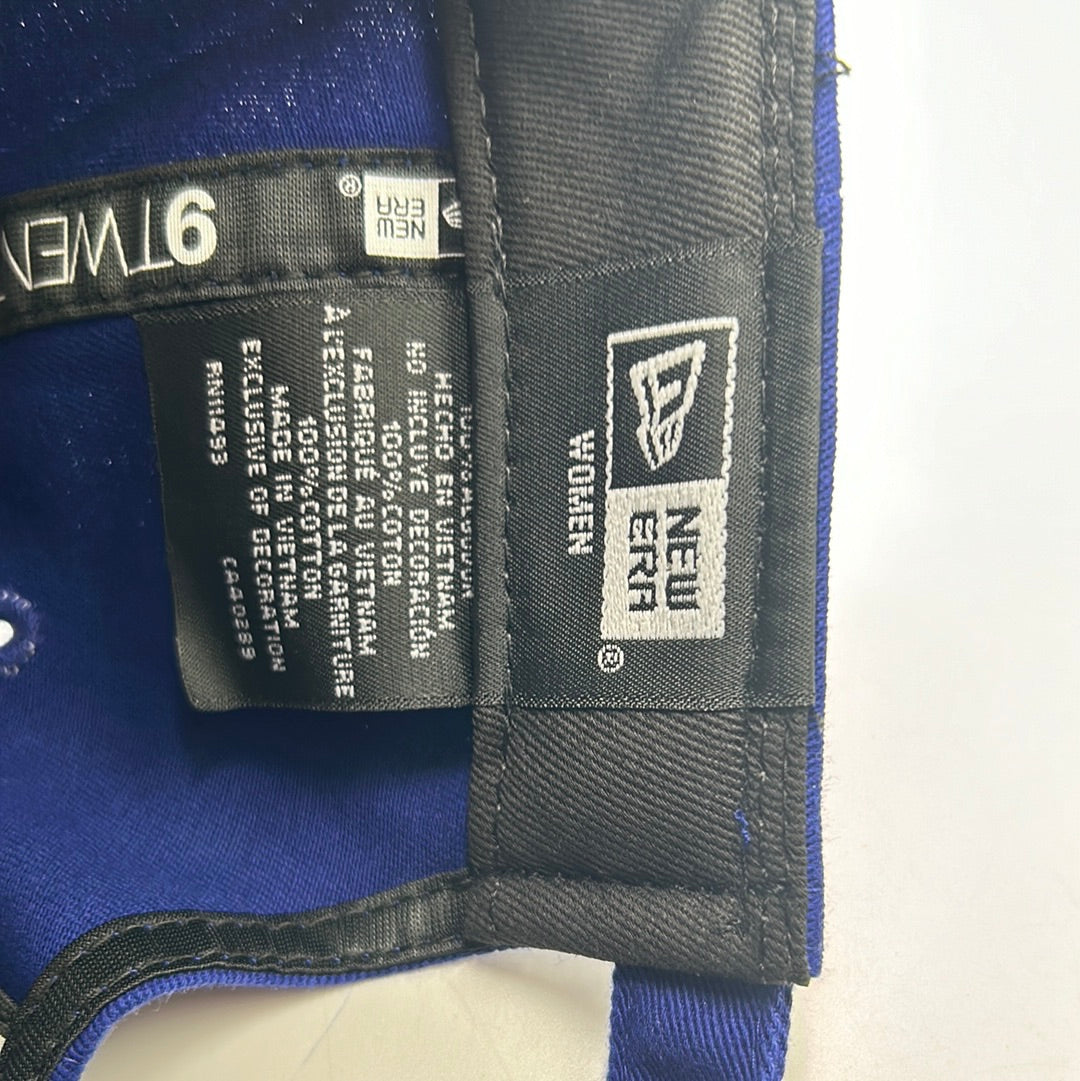 9TWEN
NEW
ERA
®
NEW
ERA
®
WOMEN
HECHO EN VIETNAM
NO INCLUYE DECORACIÓN
100% COTON
FABRIQUÉ AU VIETNAM
A L'EXCLUSION DE LA GARNITURE
100% COTTON
MADE IN VIETNAM
EXCLUSIVE OF DECORATION
RN11493 CA40289